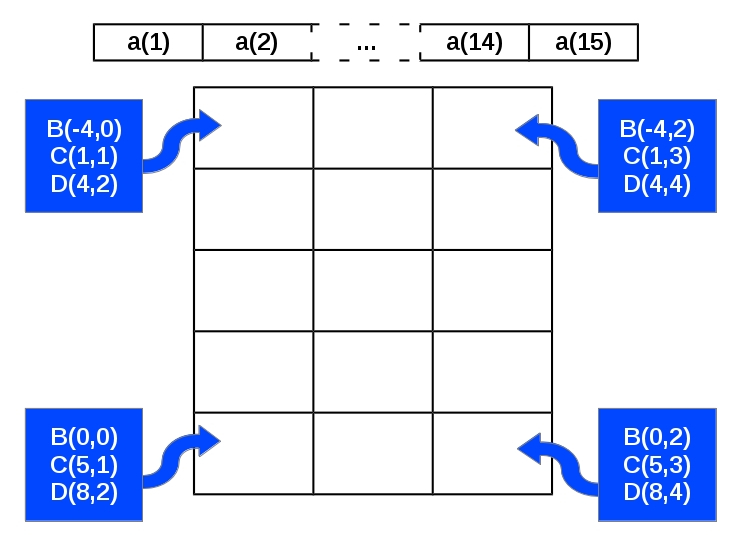 a(1) a(2) ... a(14) a(15)
B(-4,0)
C(1,1)
D(4,2)
B(-4,2)
C(1,3)
D(4,4)
B(0,0)
C(5,1)
D(8,2)
B(0,2)
C(5,3)
D(8,4)